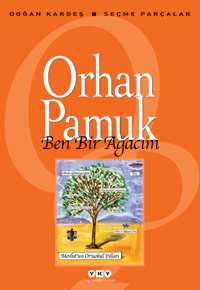 DOĞAN KARDEŞ ■ SEÇME PARÇALAR
Orhan
Pamuk
Ben Bir Ağacım
Mevlut'un Ortaokul Yılları
YKY